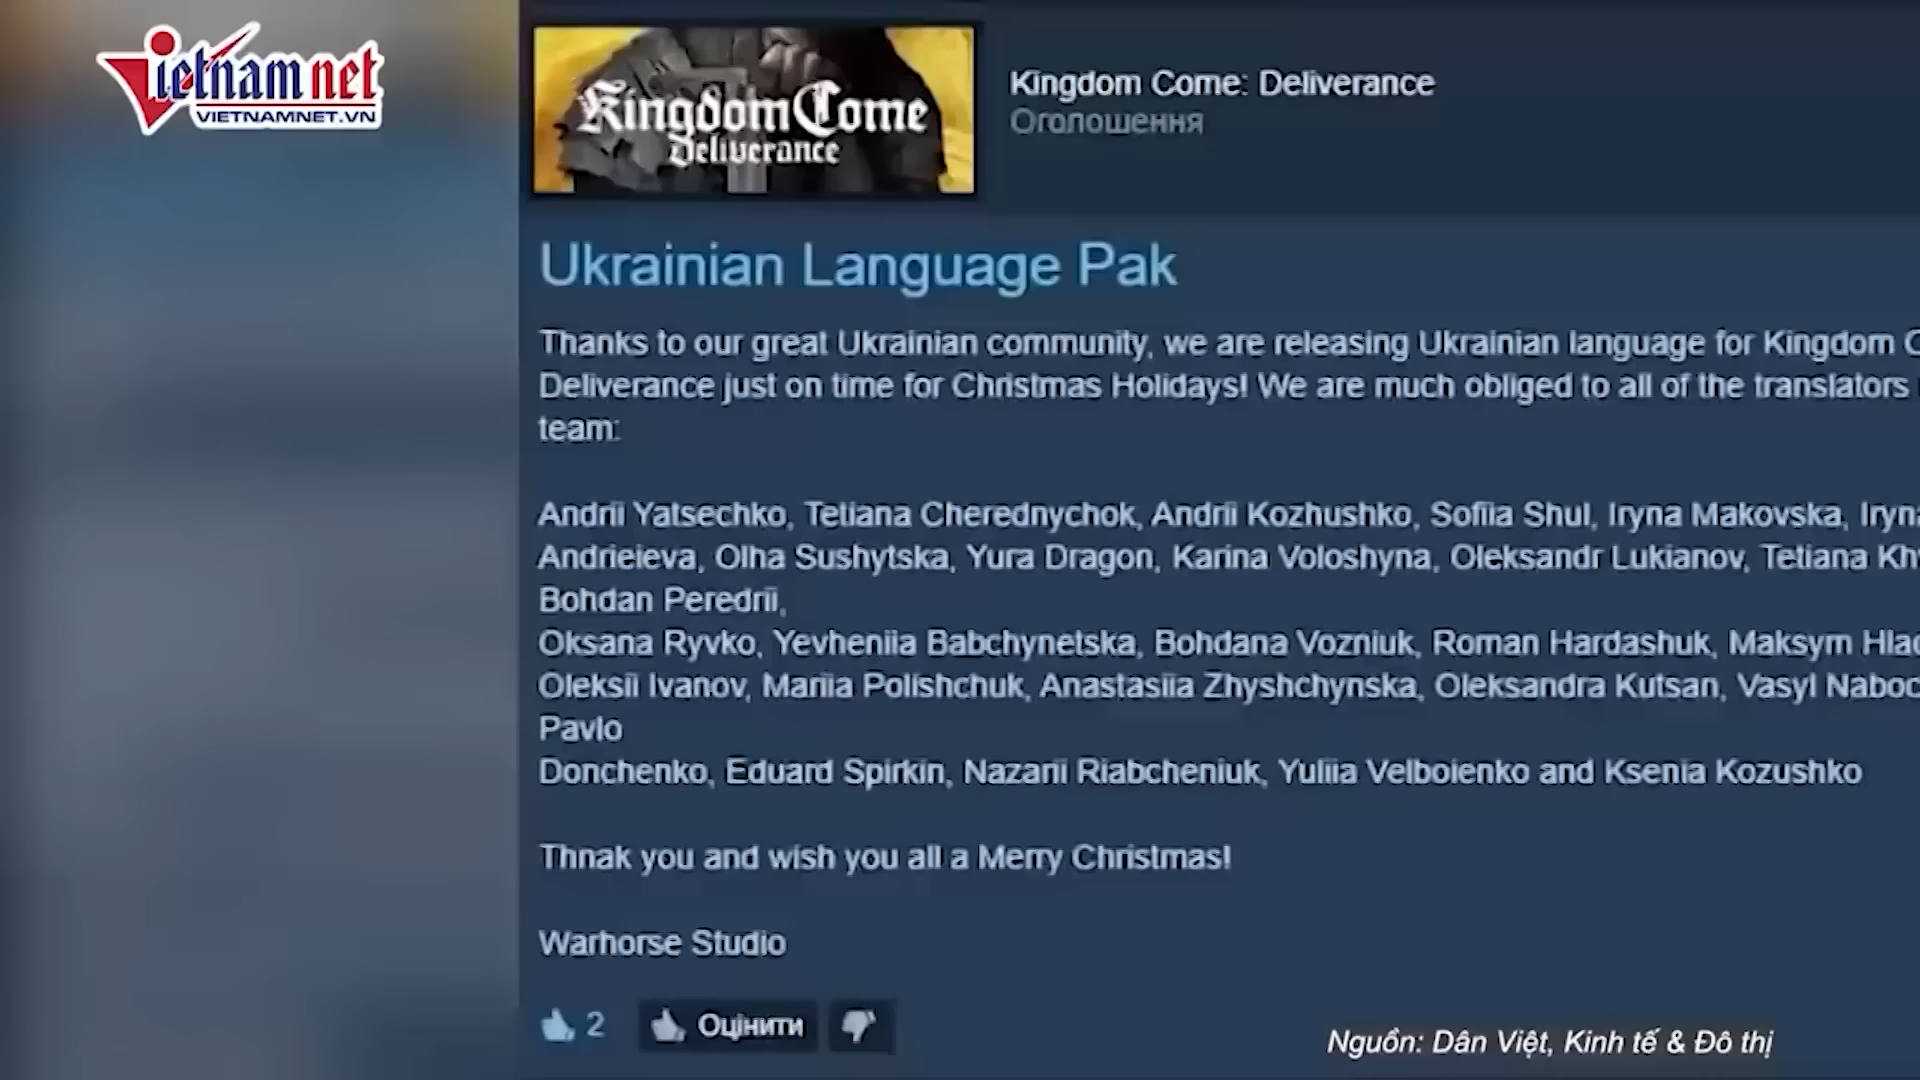 Vietnamnet
VIETNAMNET.VN
Kingdom Come
Deliverance
Kingdom Come: Deliverance
Оголошення
Ukrainian Language Pak
Thanks to our great Ukrainian community, we are releasing Ukrainian language for Kingdom
Deliverance just on time for Christmas Holidays! We are much obliged to all of the translators
team:
Andrii Yatsechko, Tetiana Cherednychok, Andrii Kozhushko, Sofiia Shul, Iryna Makovska,
Andrieieva, Olha Sushytska, Yura Dragon, Karina Voloshyna, Oleksandr Lukianov, Tetiana
Bohdan Peredrii,
Oksana Ryvko, Yevheniia Babchynetska, Bohdana Vozniuk, Roman Hardashuk, Maksym
Oleksii Ivanov, Mariia Polishchuk, Anastasiia Zhyshchynska, Oleksandra Kutsan, Vasyl
Pavlo
Donchenko, Eduard Spirkin, Nazarii Riabcheniuk, Yuliia Velboienko and Ksenia Kozushko
Thnak you and wish you all a Merry Christmas!
Warhorse Studio
2 Оцінити
Nguồn: Dân Việt, Kinh tế & Đô thị